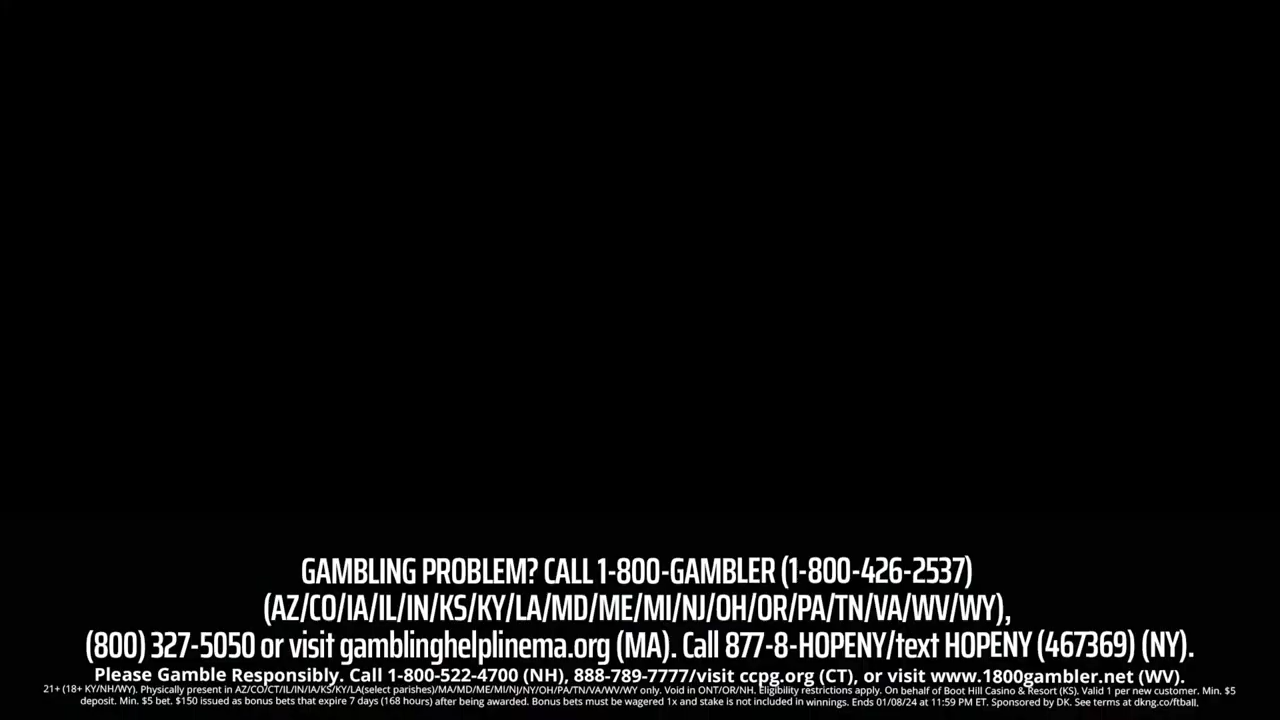 GAMBLING PROBLEM? CALL 1-800-GAMBLER (1-800-426-2537)
(AZ/CO/IA/IL/IN/KS/KY/LA/MD/ME/MI/NJ/OH/OR/PA/TN/VA/WV/WY),
(800) 327-5050 or visit gamblinghelplinema.org (MA). Call 877-8-HOPENY/text HOPENY (467369) (NY).
Please Gamble Responsibly. Call 1-800-522-4700 (NH), 888-789-7777/visit ccpg.org (CT), or visit www.1800gambler.net (WV).
21+ (18+ KY/NH/WY). Physically present in AZ/CO/CT/IL/IN/IA/KS/KY/LA(select parishes)/MA/MD/ME/MI/NJ/NY/OH/PA/TN/VA/WV/WY only. Void in ONT/OR/NH. Eligibility restrictions apply. On behalf of Boot Hill Casino & Resort (KS). Valid 1 per new customer. Min. $5
deposit. Min. $5 bet. $150 issued as bonus bets that expire 7 days (168 hours) after being awarded. Bonus bets must be wagered 1x and stake is not included in winnings. Ends 01/08/24 at 11:59 PM ET. Sponsored by DK. See terms at dkng.co/ftball.